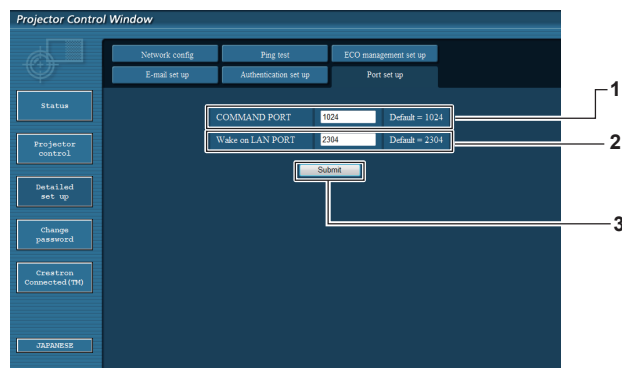 Projector Control Window
Network config
Ping test
ECO management set up
E-mail set up
Authentication set up
Port set up
Status
Projector
control
Detailed
set up
Change
password
Crestron
Connected(TM)
JAPANESE
COMMAND PORT 1024 Default = 1024
Wake on LAN PORT 2304 Default = 2304
Submit
1
2
3